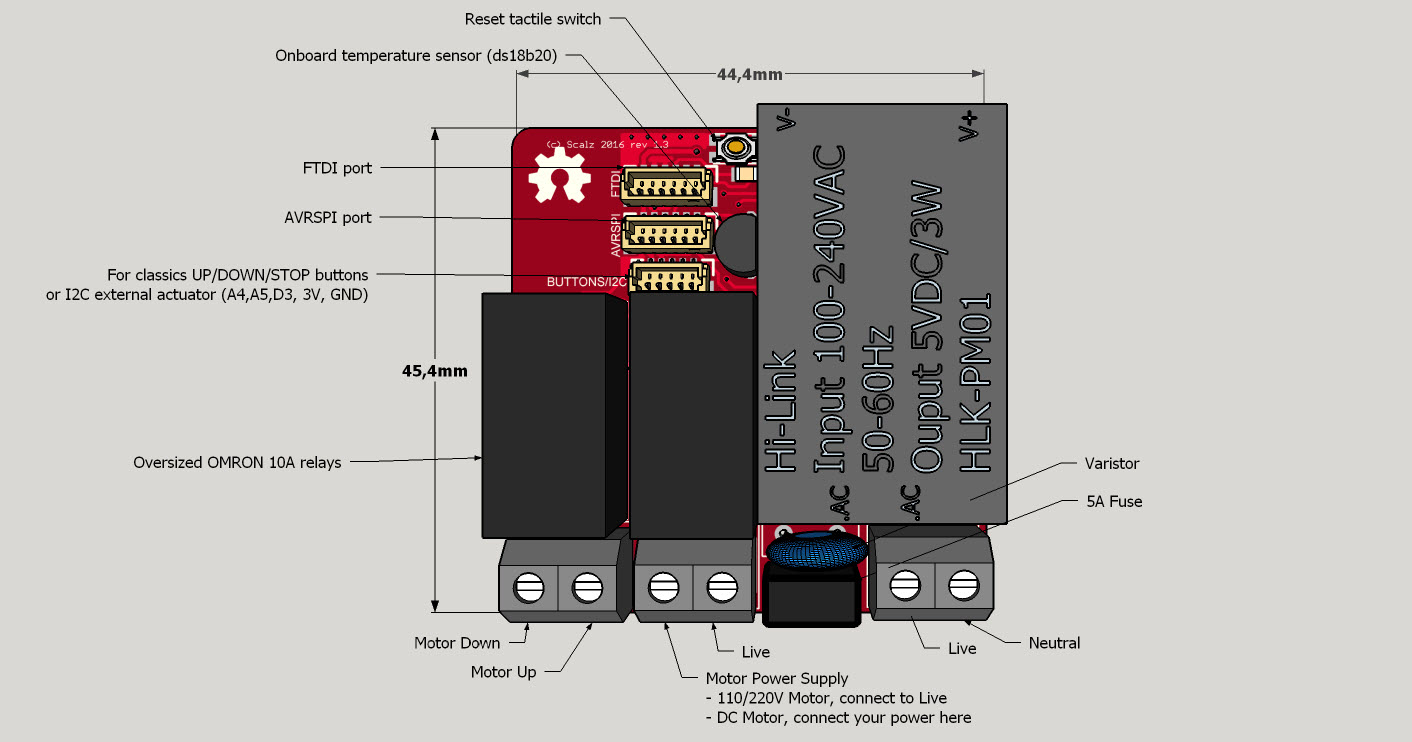 Reset tactile switch
Onboard temperature sensor (ds18b20)
44,4mm
(c) Scalz 2016 rev 1.3
FTDI port
FTDI
AVRSPI port
AVRSPI
For classics UP/DOWN/STOP buttons
or I2C external actuator (A4,A5,D3, 3V, GND)
BUTTONS/I2C
45,4mm
V-
V+
Hi-Link
Input 100-240VAC
50-60Hz
Ouput 5VDC/3W
HLK-PM01
.AC
.AC
Oversized OMRON 10A relays
Varistor
5A Fuse
Motor Down
Motor Up
Live
Motor Power Supply
- 110/220V Motor, connect to Live
- DC Motor, connect your power here
Live
Neutral